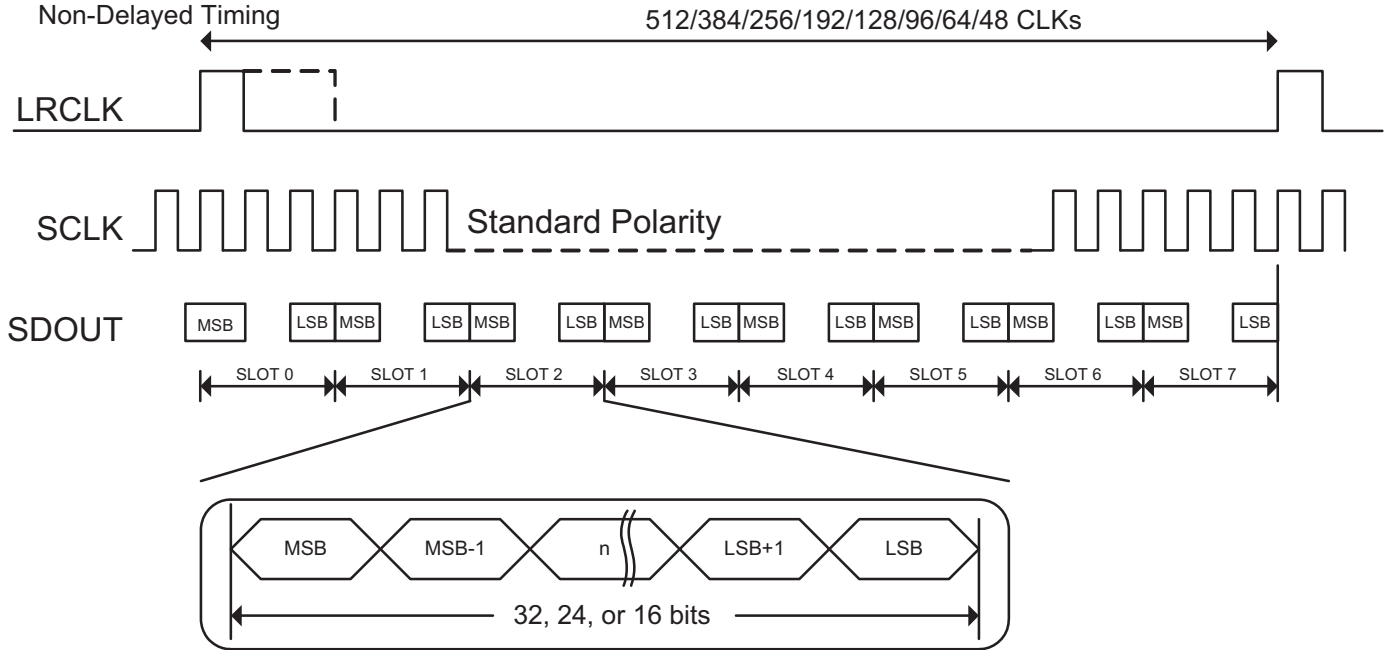 Non-Delayed Timing
512/384/256/192/128/96/64/48 CLKs
LRCLK
SCLK
Standard Polarity
SDOUT
MSB LSB MSB LSB MSB LSB MSB LSB MSB LSB MSB LSB MSB LSB MSB LSB
SLOT 0 SLOT 1 SLOT 2 SLOT 3 SLOT 4 SLOT 5 SLOT 6 SLOT 7
MSB MSB-1 n LSB+1 LSB
32, 24, or 16 bits